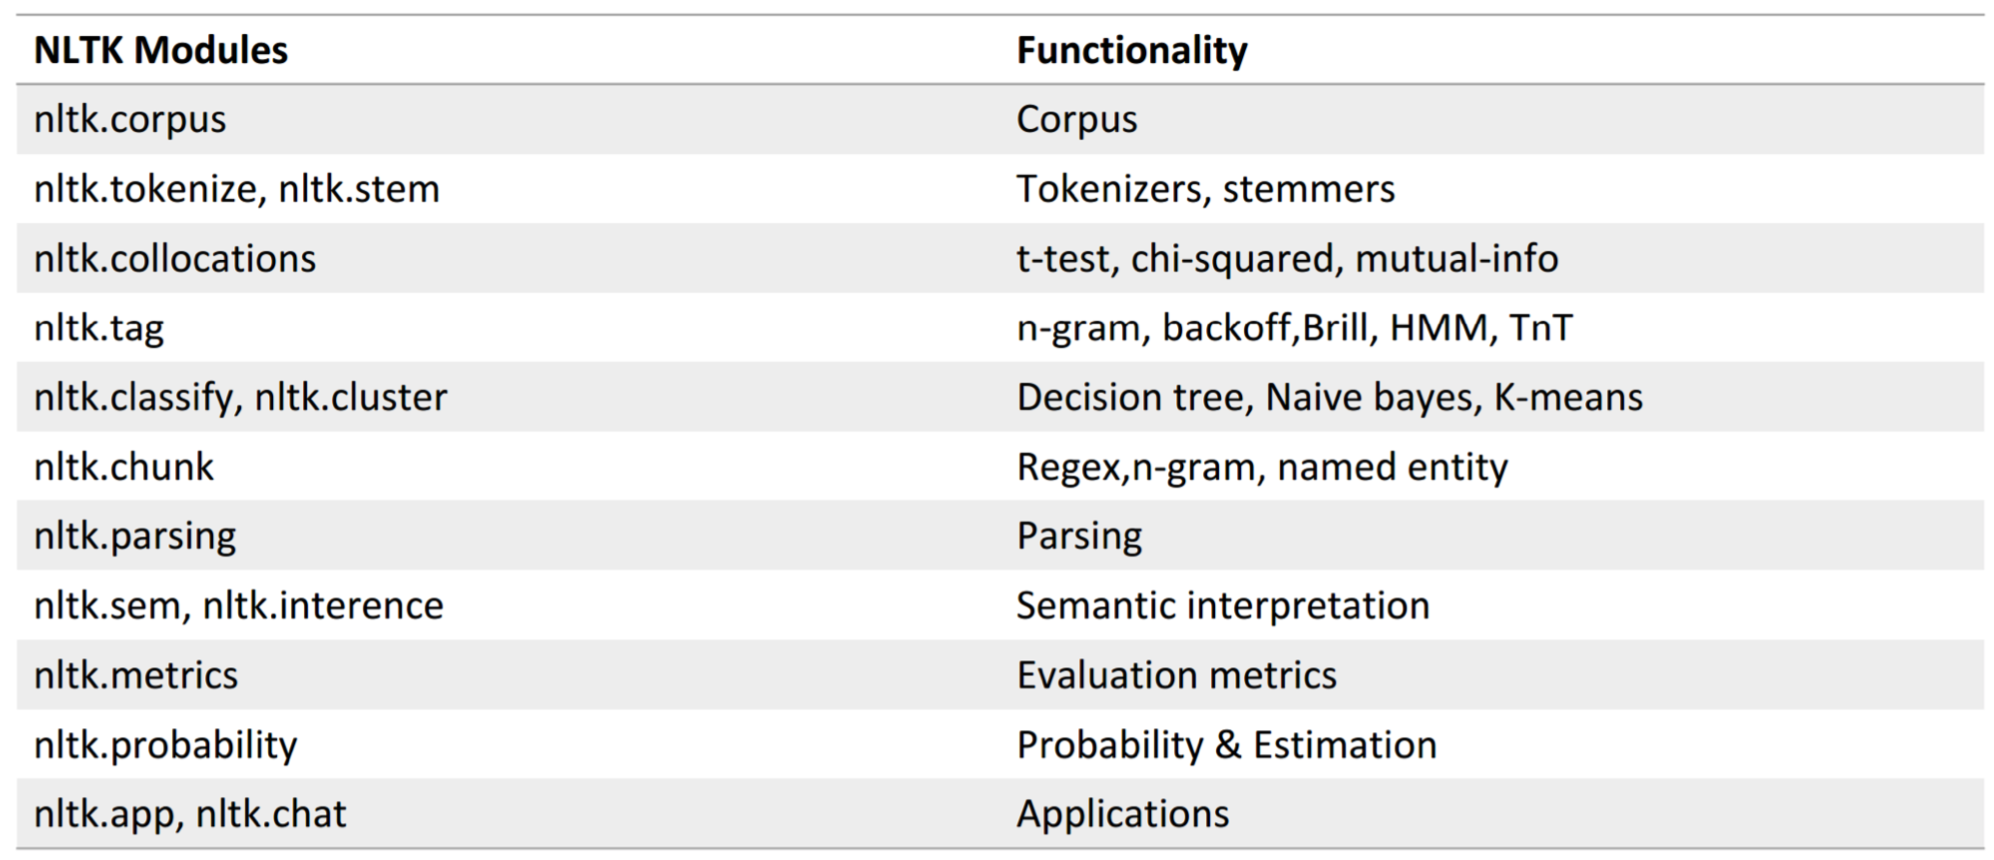 NLTK Modules Functionality
nltk.corpus Corpus
nltk.tokenize, nltk.stem Tokenizers, stemmers
nltk.collocations t-test, chi-squared, mutual-info
nltk.tag n-gram, backoff,Brill, HMM, TnT
nltk.classify, nltk.cluster Decision tree, Naive bayes, K-means
nltk.chunk Regex,n-gram, named entity
nltk.parsing Parsing
nltk.sem, nltk.interence Semantic interpretation
nltk.metrics Evaluation metrics
nltk.probability Probability & Estimation
nltk.app, nltk.chat Applications